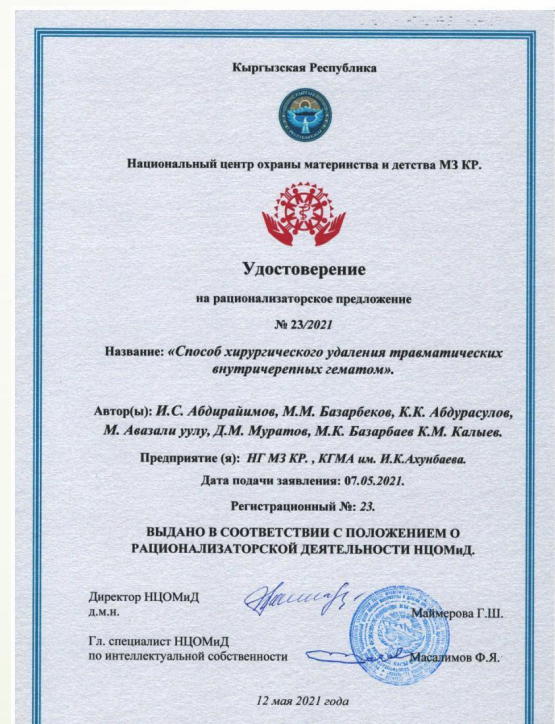 Кыргызская Республика
Национальный центр охраны материнства и детства МЗ КР.
Удостоверение
на рационализаторское предложение
№ 23/2021
Название: «Способ хирургического удаления травматических
внутричерепных гематом».
Автор(ы): И.С. Абдирайимов, М.М. Базарбеков, К.К. Абдурасулов,
М. Авазали уулу, Д.М. Муратов, М.К. Базарбаев К.М. Калыев.
Предприятие (я): НГ МЗ КР. , КГМА им. И.К.Ахунбаева.
Дата подачи заявления: 07.05.2021.
Регистрационный №: 23.
ВЫДАНО В СООТВЕТСТВИИ С ПОЛОЖЕНИЕМ О
РАЦИОНАЛИЗАТОРСКОЙ ДЕЯТЕЛЬНОСТИ НЦОМиД.
Директор НЦОМиД
д.м.н. Маймерова Г.Ш.
Гл. специалист НЦОМиД
по интеллектуальной собственности Масалимов Ф.Я.
12 мая 2021 года